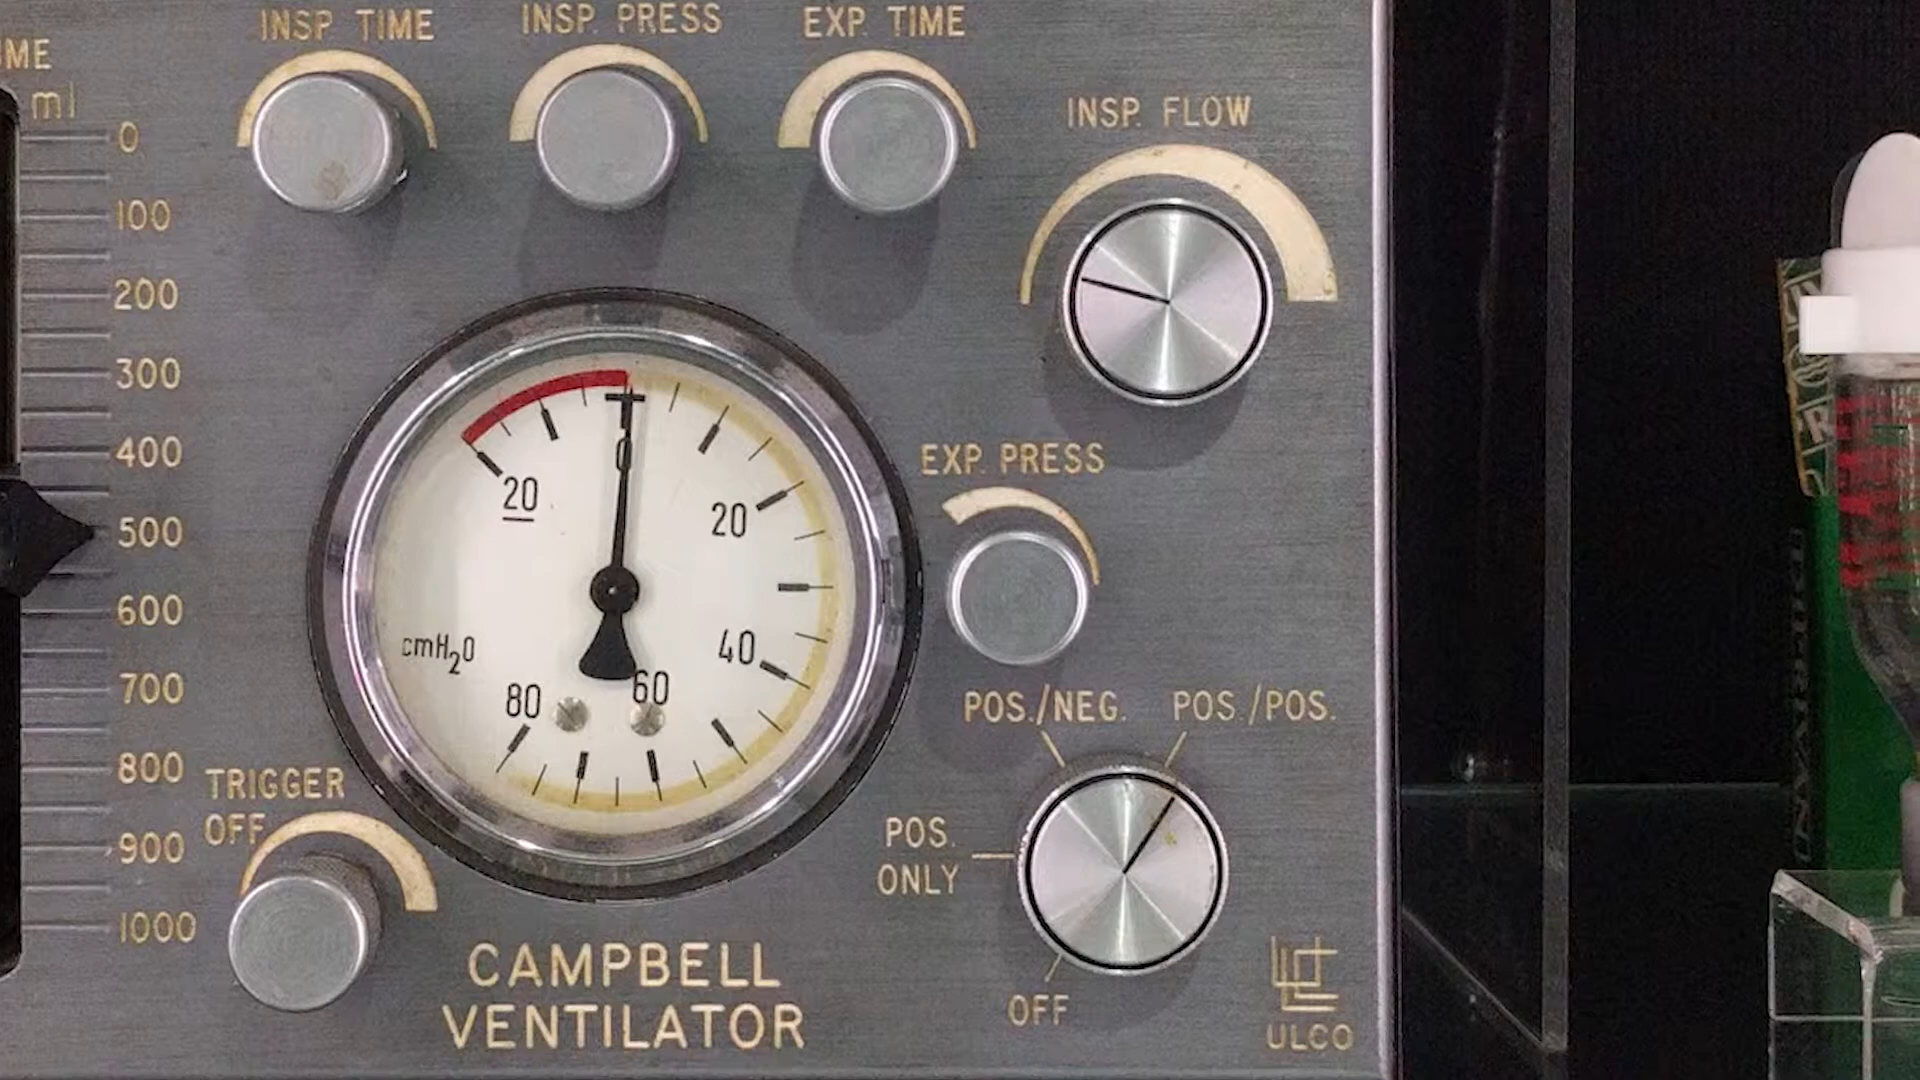 INSP. TIME
INSP. PRESS
EXP. TIME
INSP. FLOW
ml
0
100
200
300
400
500
600
700
800
900
1000
0
20
20
40
60
80
cmH₂O
EXP. PRESS
POS./NEG.
POS./POS.
POS.
ONLY
OFF
TRIGGER
OFF
CAMPBELL
VENTILATOR
ULCO